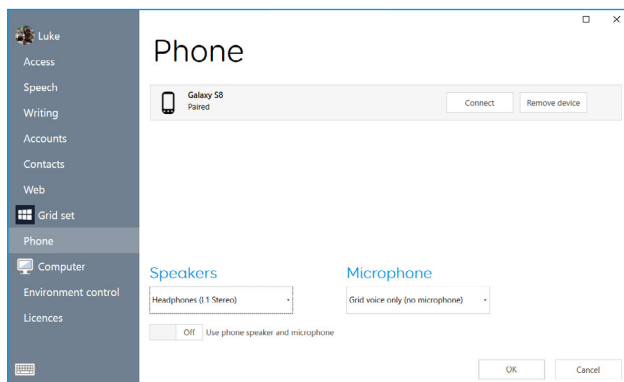 Luke
Access
Speech
Writing
Accounts
Contacts
Web
Grid set
Phone
Computer
Environment control
Licences
Phone
Galaxy S8
Paired
Connect
Remove device
Speakers
Microphone
Headphones (L1 Stereo)
Grid voice only (no microphone)
Off
Use phone speaker and microphone
OK
Cancel